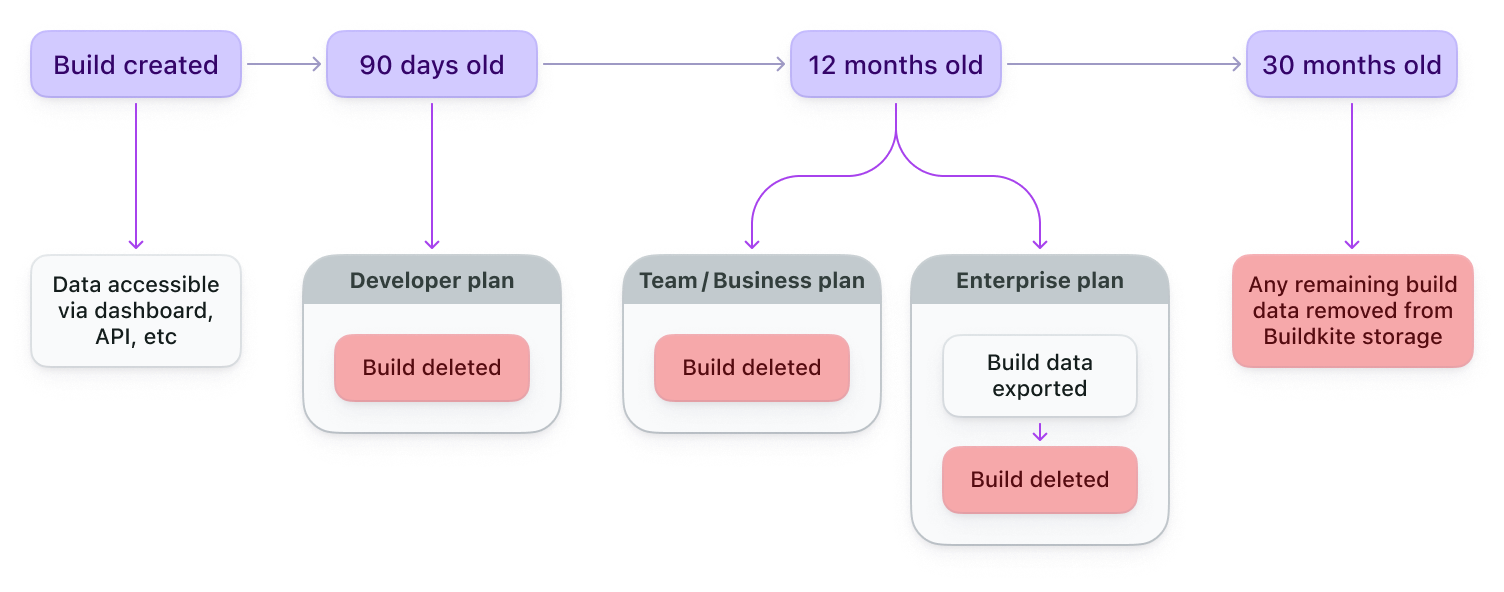 Build created
90 days old
12 months old
30 months old
Data accessible
via dashboard,
API, etc
Developer plan
Build deleted
Team / Business plan
Build deleted
Enterprise plan
Build data
exported
Build deleted
Any remaining build
data removed from
Buildkite storage